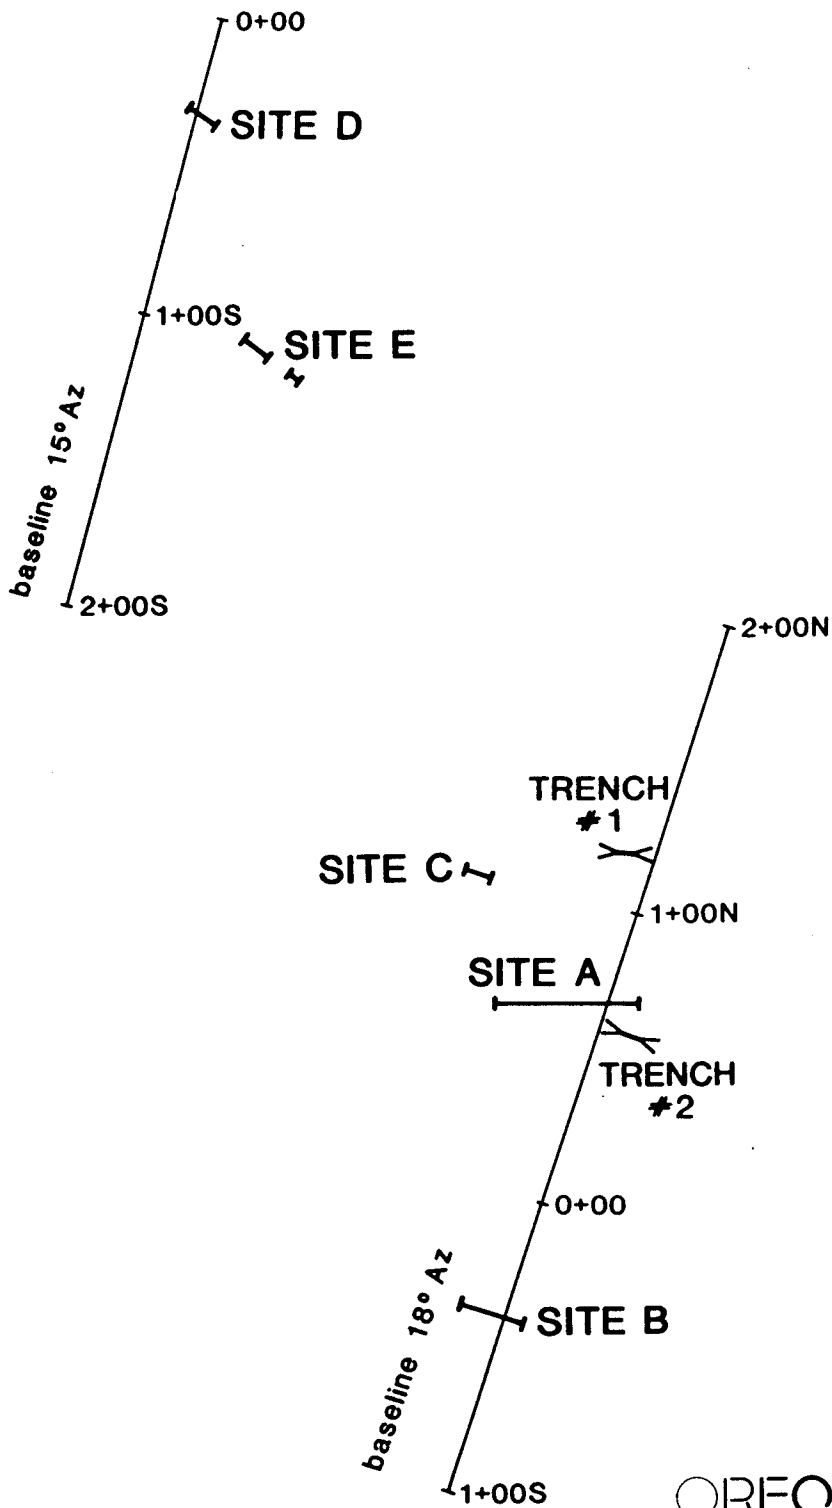 0+00
SITE D
1+00S
SITE E
baseline 15° Az
2+00S
2+00N
TRENCH
#1
SITE C
1+00N
SITE A
TRENCH
#2
0+00
baseline 18° Az
SITE B
1+00S